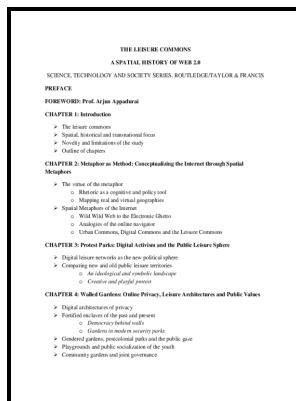 THE LEISURE COMMONS
A SPATIAL HISTORY OF WEB 2.0
SCIENCE, TECHNOLOGY AND SOCIETY SERIES, ROUTLEDGE/TAYLOR & FRANCIS
PREFACE
FOREWORD: Prof. Arjun Appadurai
CHAPTER 1: Introduction
➢ The leisure commons
➢ Spatial, historical and transnational focus
➢ Novelty and limitations of the study
➢ Outline of chapters
CHAPTER 2: Metaphor as Method: Conceptualizing the Internet through Spatial
Metaphors
➢ The virtue of the metaphor
o Rhetoric as a cognitive and policy tool
o Mapping real and virtual geographies
➢ Spatial Metaphors of the Internet
o Wild Wild Web to the Electronic Ghetto
o Analogies of the online navigator
o Urban Commons, Digital Commons and the Leisure Commons
CHAPTER 3: Protest Parks: Digital Activism and the Public Leisure Sphere
➢ Digital leisure networks as the new political sphere
➢ Comparing new and old public leisure territories
o An ideological and symbolic landscape
o Creative and playful protest
CHAPTER 4: Walled Gardens: Online Privacy, Leisure Architectures and Public Values
➢ Digital architectures of privacy
➢ Fortified enclaves of the past and present
o Democracy behind walls
o Gardens in modern security parks
➢ Gendered gardens, postcolonial parks and the public gaze
➢ Playgrounds and public socialization of the youth
➢ Community gardens and joint governance